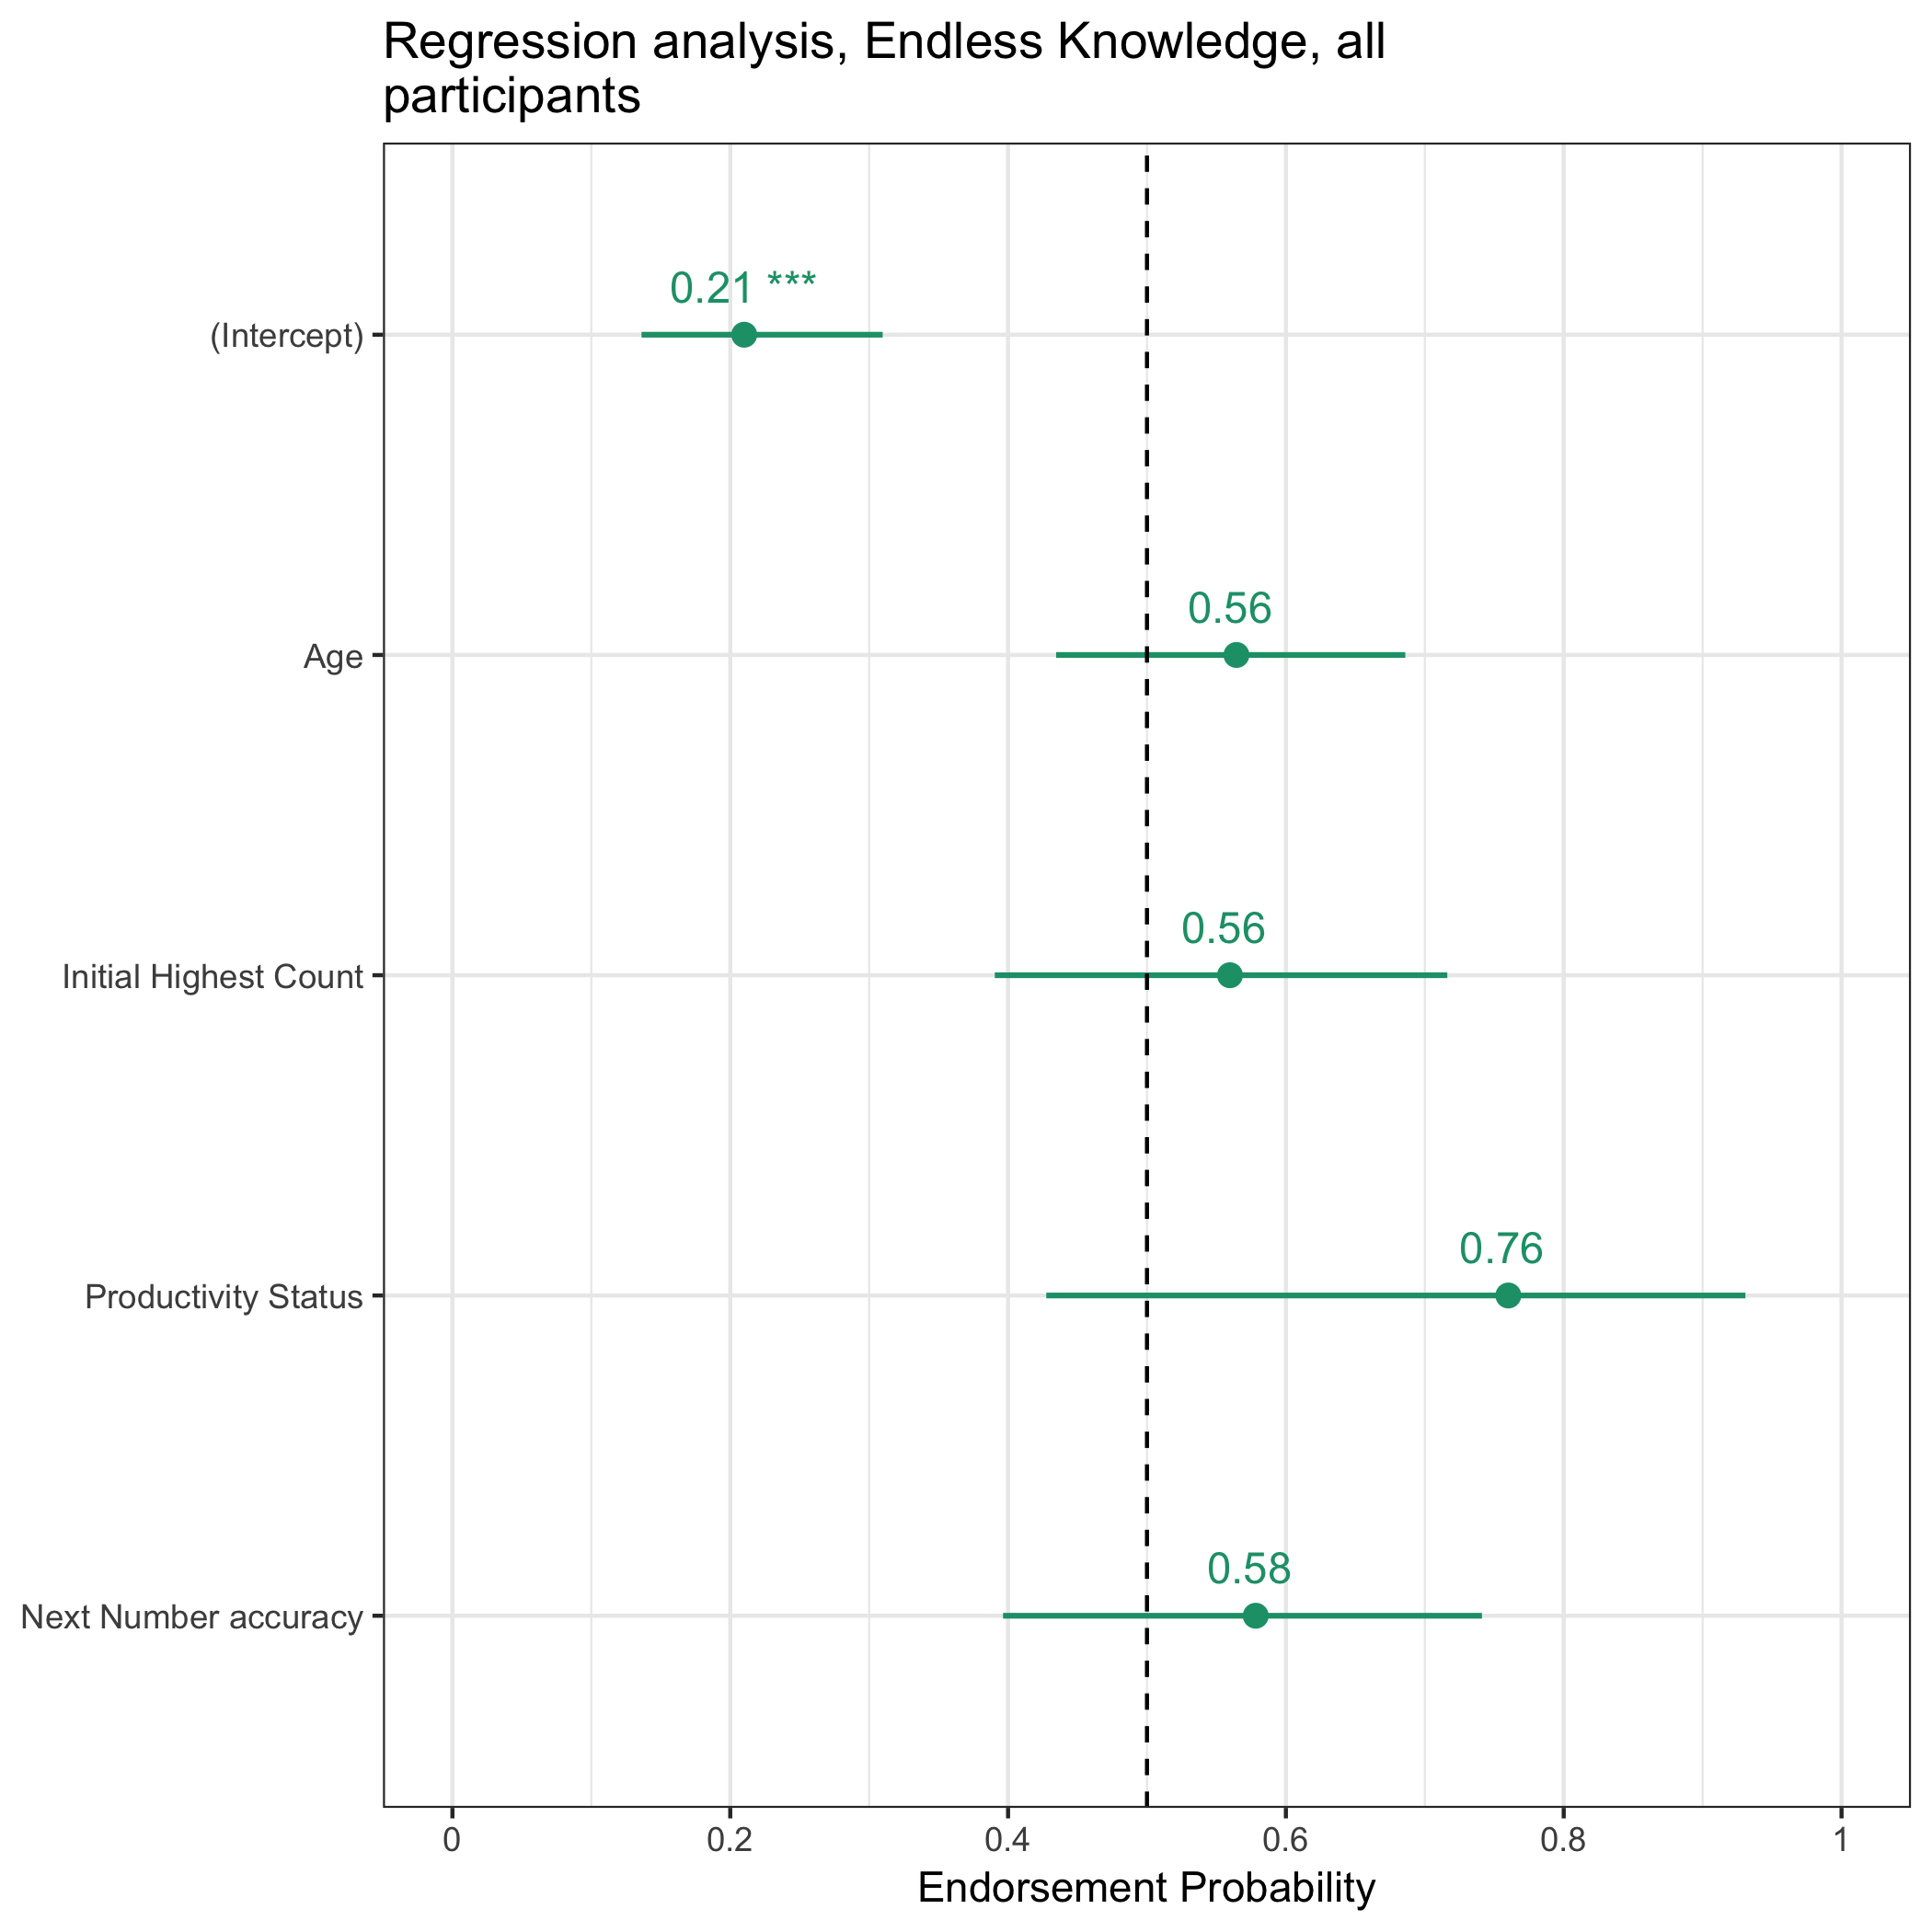 Regression analysis, Endless Knowledge, all
participants
0.21 ***
(Intercept)
0.56
Age
0.56
Initial Highest Count
0.76
Productivity Status
0.58
Next Number accuracy
0 0.2 0.4 0.6 0.8 1
Endorsement Probability